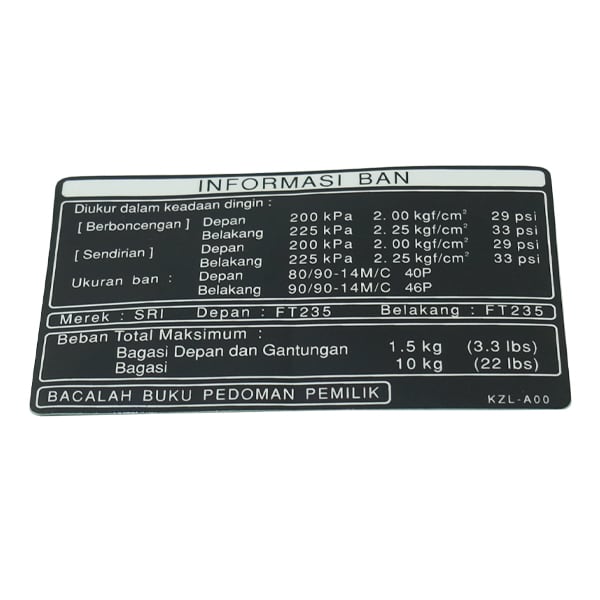 INFORMASI BAN
Diukur dalam keadaan dingin :
[ Berboncengan ] Depan 200 kPa 2. 00 kgf/cm² 29 psi
Belakang 225 kPa 2. 25 kgf/cm² 33 psi
[ Sendirian ] Depan 200 kPa 2. 00 kgf/cm² 29 psi
Belakang 225 kPa 2. 25 kgf/cm² 33 psi
Ukuran ban : Depan 80/90-14M/C 40P
Belakang 90/90-14M/C 46P
Merek : SRI Depan : FT235 Belakang : FT235
Beban Total Maksimum :
Bagasi Depan dan Gantungan 1.5 kg (3.3 lbs)
Bagasi 10 kg (22 lbs)
BACALAH BUKU PEDOMAN PEMILIK
KZL-A00